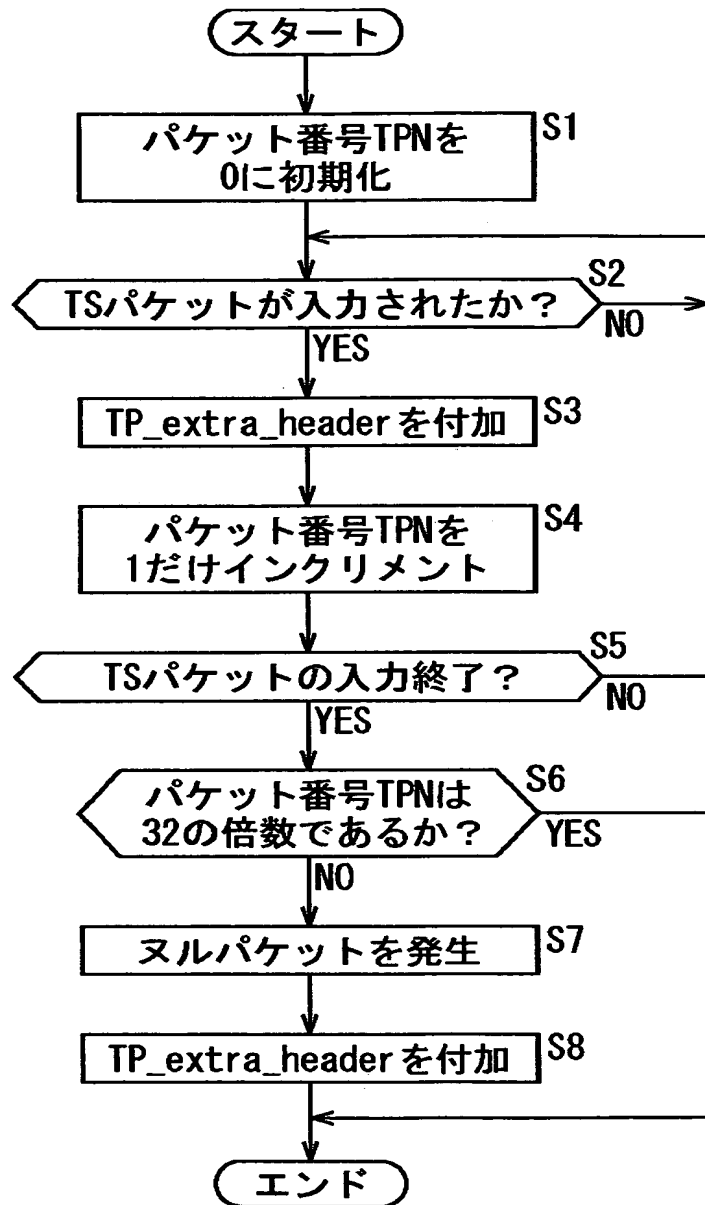 スタート
S1
パケット番号TPNを
0に初期化
S2
TSパケットが入力されたか？
NO
YES
TP_extra_headerを付加
S3
パケット番号TPNを
1だけインクリメント
S4
S5
TSパケットの入力終了？
NO
YES
パケット番号TPNは
32の倍数であるか？
S6
YES
NO
ヌルパケットを発生
S7
TP_extra_headerを付加
S8
エンド